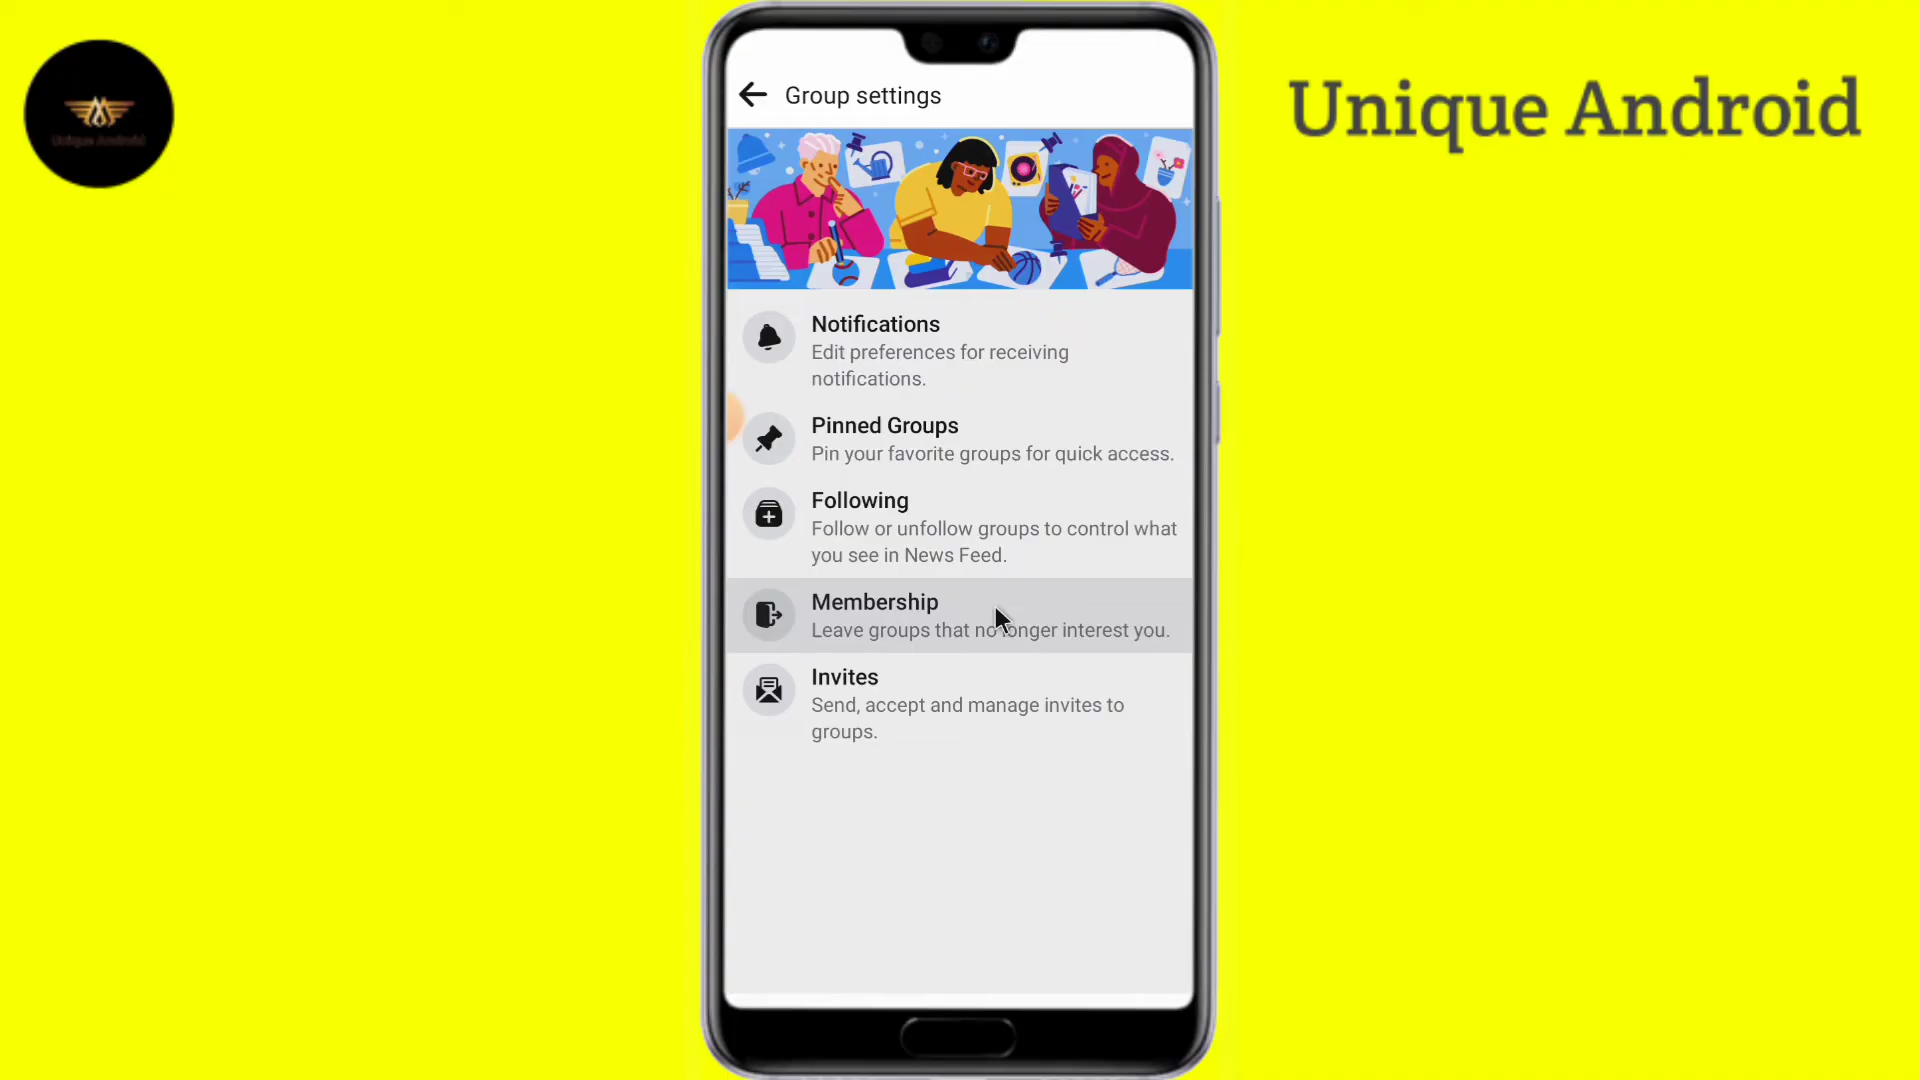 Unique Android
Unique Android
Group settings
Notifications
Edit preferences for receiving
notifications.
Pinned Groups
Pin your favorite groups for quick access.
Following
Follow or unfollow groups to control what
you see in News Feed.
Membership
Leave groups that no longer interest you.
Invites
Send, accept and manage invites to
groups.